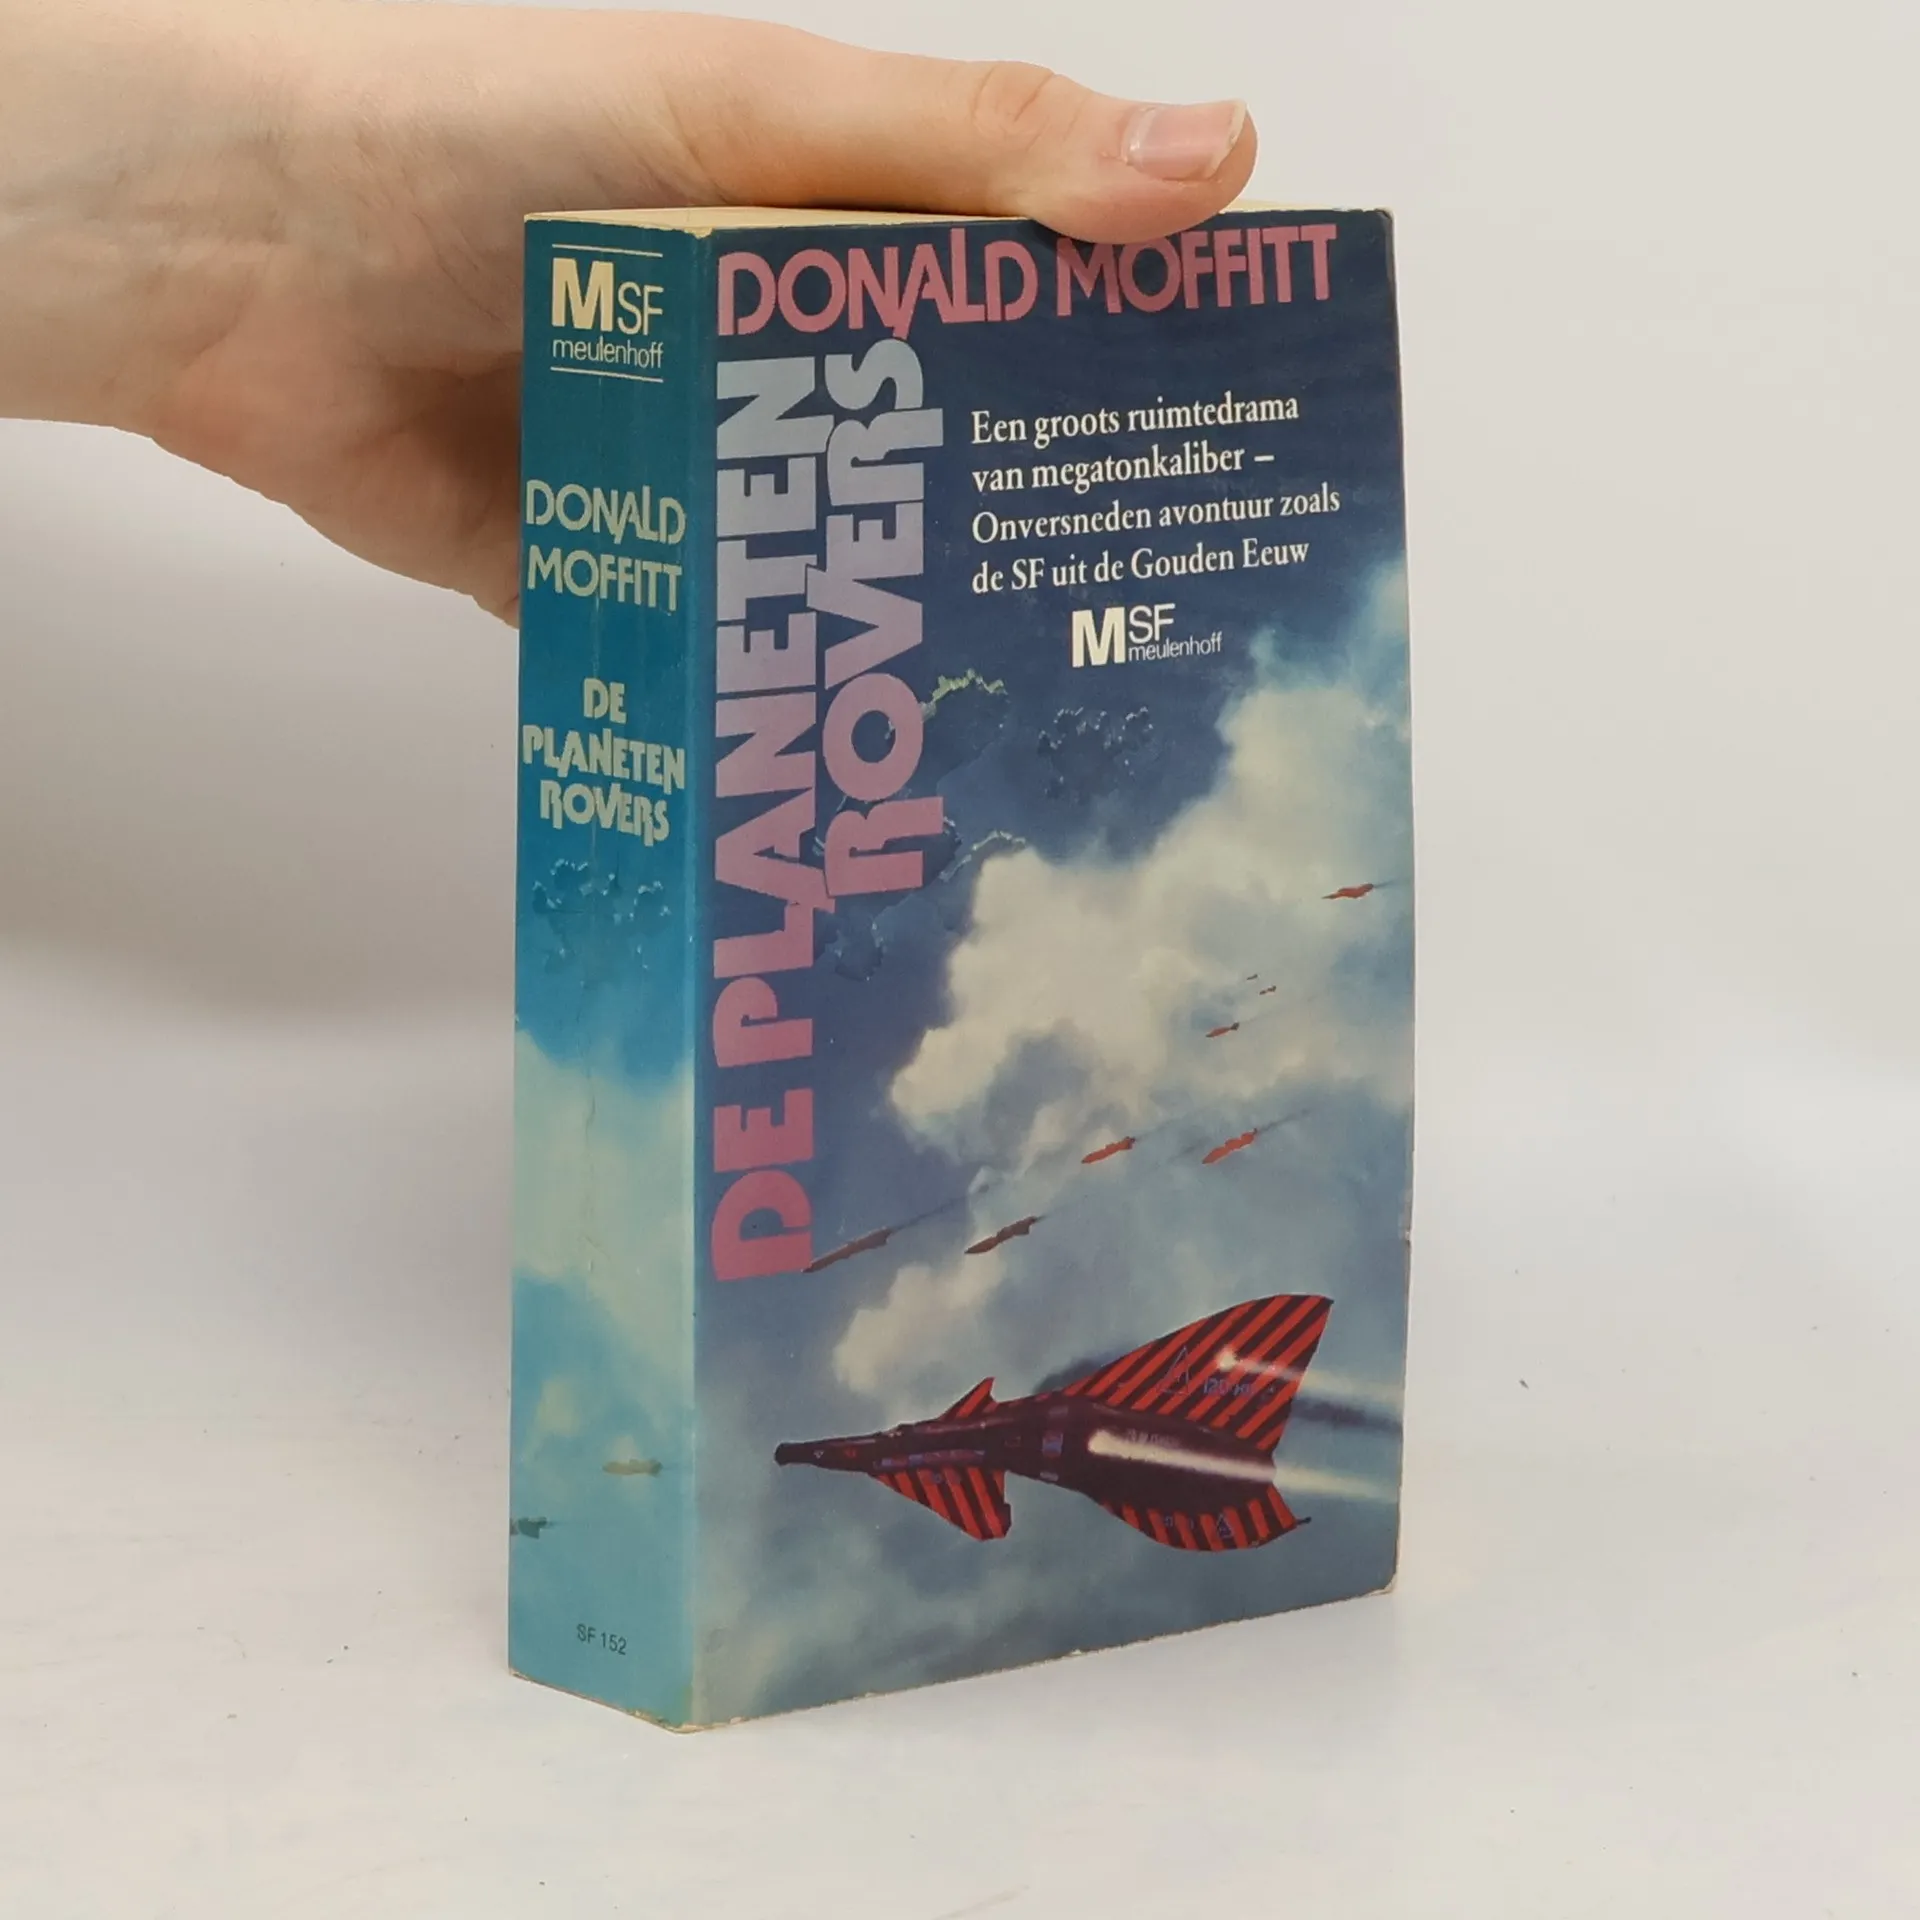 MSF
meulenhoff
DONALD
MOFFITT
DE
PLANETEN
ROVERS
SF 152
DONALD MOFFITT
DE PLANETEN
ROVERS
Een groots ruimtedrama
van megatonkaliber –
Onversneden avontuur zoals
de SF uit de Gouden Eeuw
MSF
meulenhoff